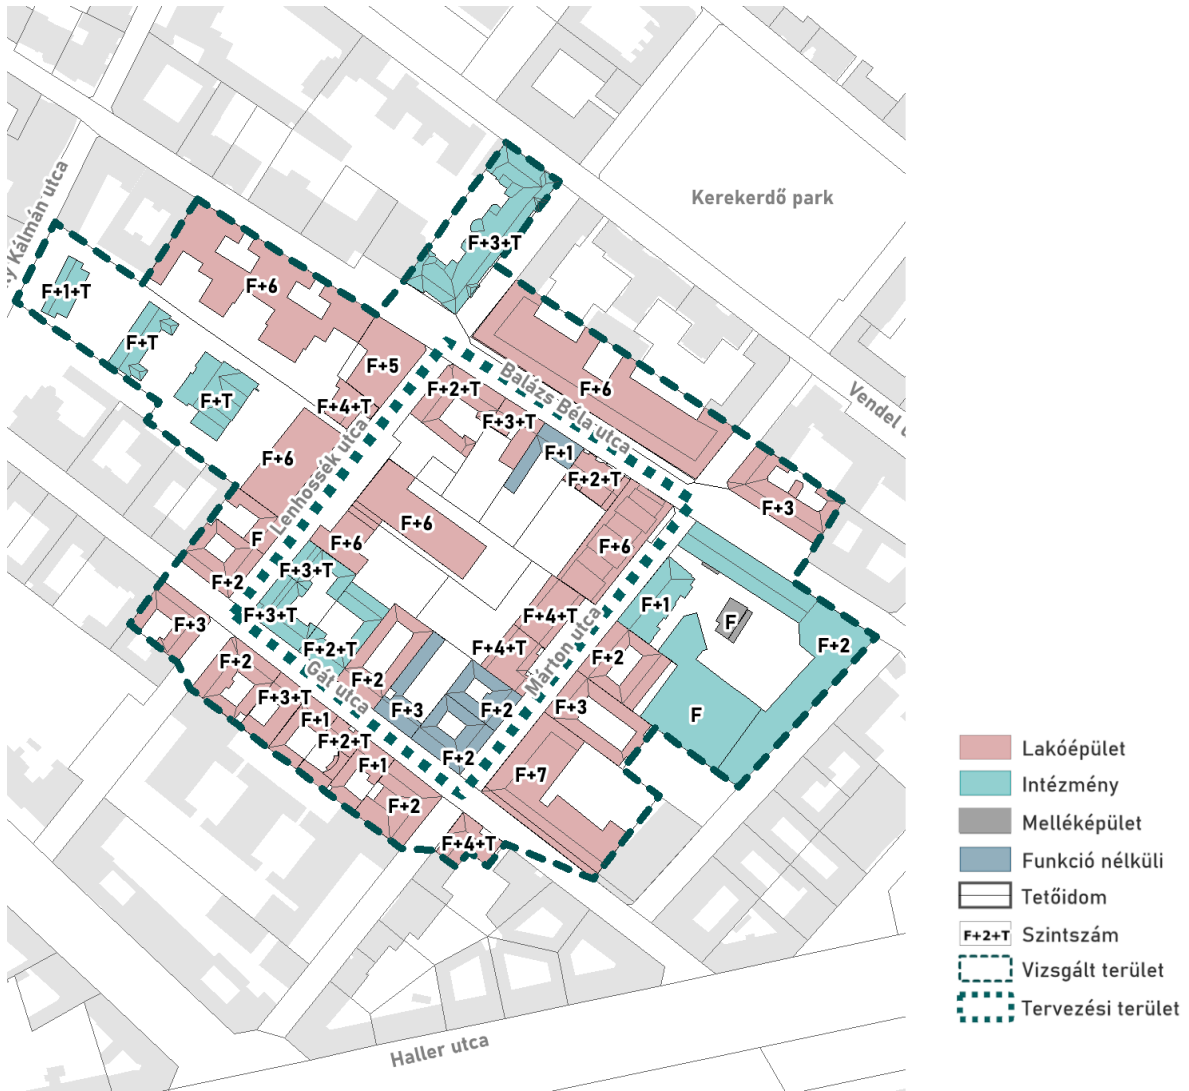 Kerekerdő park
Kálmán utca
F+3+T
F+1+T
F+6
F+T
F+5
F+T
F+4+T
F+2+T
Balázs Béla utca
F+6
Vendel
F+3+T
F+1
F+2+T
F+6
Lenhossék utca
F+3
F
F+6
F+6
F+6
F+3+T
F+2
F+3+T
F+1
F
F+4+T
F+3
F+2
F+2+T
F+4+T
Márton utca
F+2
F+2
Gát utca
F+2
F+3+T
F+3
F+2
F+3
F
F+1
F+2+T
F+2
F+1
F+7
F+2
F+4+T
Haller utca
Lakóépület
Intézmény
Melléképület
Funkció nélküli
Tetőidom
F+2+T Szintszám
Vizsgált terület
Tervezési terület